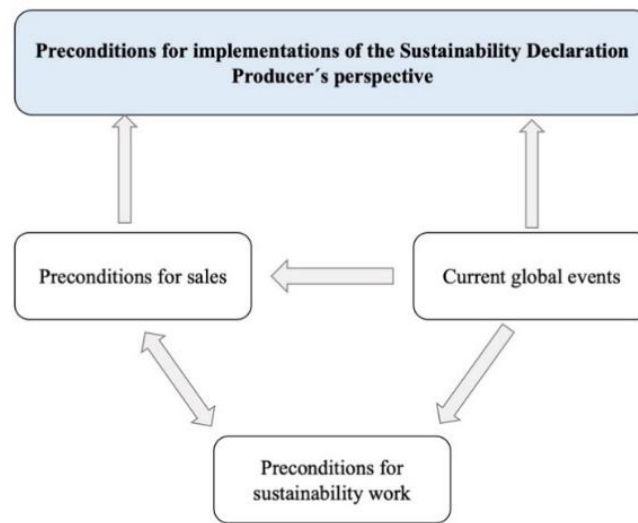 Preconditions for implementations of the Sustainability Declaration
Producer´s perspective
Preconditions for sales
Current global events
Preconditions for
sustainability work